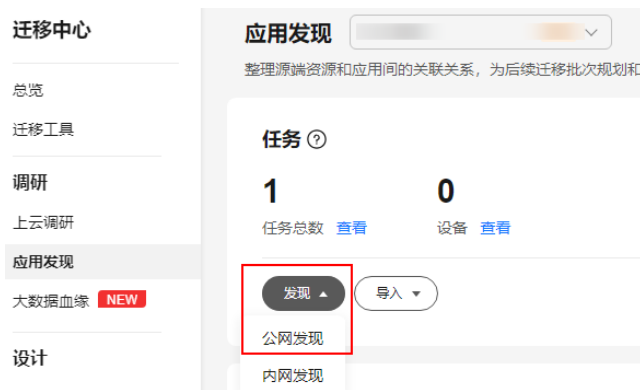 迁移中心
总览
迁移工具
调研
上云调研
应用发现
大数据血缘 NEW
设计
应用发现
整理源端资源和应用间的关联关系，为后续迁移批次规划和
任务
1 0
任务总数 查看 设备 查看
发现 导入
公网发现
内网发现